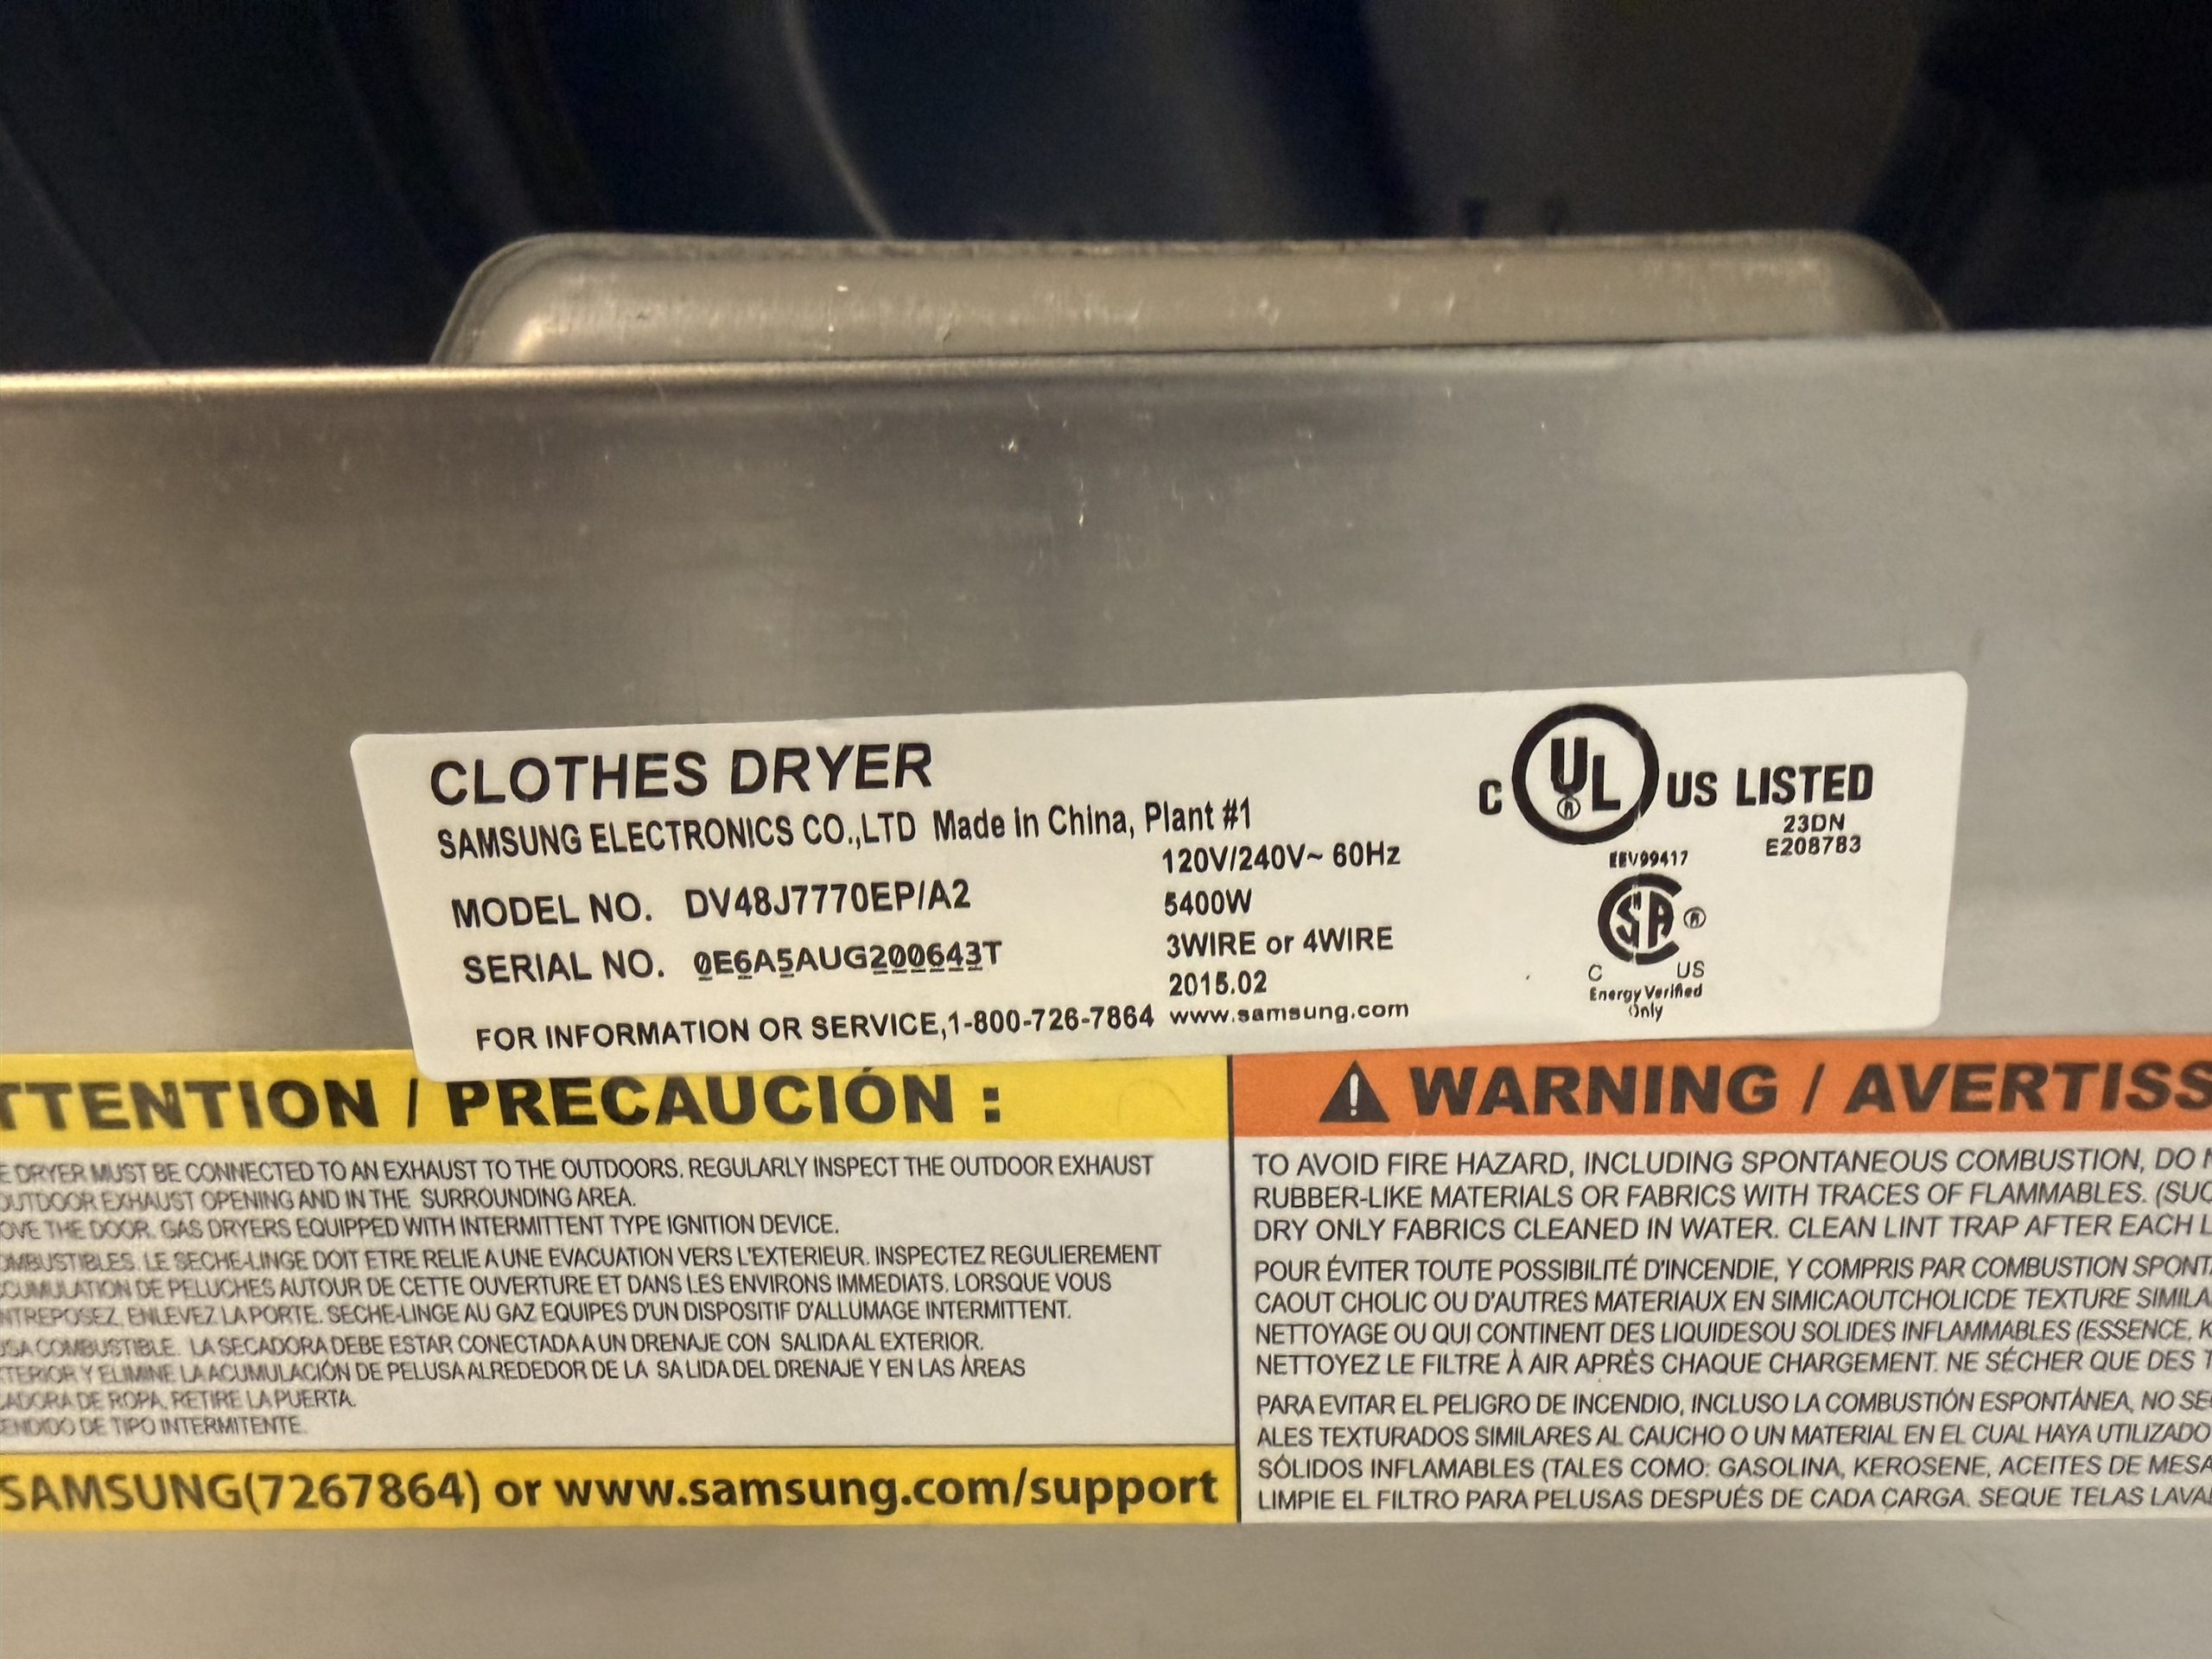 CLOTHES DRYER
SAMSUNG ELECTRONICS CO.,LTD Made in China, Plant #1
120V/240V~ 60Hz
MODEL NO. DV48J7770EP/A2
5400W
3WIRE or 4WIRE
SERIAL NO. 0E6A5AUG200643T
2015.02
FOR INFORMATION OR SERVICE,1-800-726-7864 www.samsung.com
C UL ® US LISTED
23DN
E208783
EEV99417
SA ®
C US
Energy Verified
Only
TTENTION / PRECAUCIÓN :
E DRYER MUST BE CONNECTED TO AN EXHAUST TO THE OUTDOORS. REGULARLY INSPECT THE OUTDOOR EXHAUST
OUTDOOR EXHAUST OPENING AND IN THE SURROUNDING AREA.
OVE THE DOOR. GAS DRYERS EQUIPPED WITH INTERMITTENT TYPE IGNITION DEVICE.
OMBUSTIBLES. LE SECHE-LINGE DOIT ETRE RELIE A UNE EVACUATION VERS L'EXTERIEUR. INSPECTEZ REGULIEREMENT
CUMULATION DE PELUCHES AUTOUR DE CETTE OUVERTURE ET DANS LES ENVIRONS IMMEDIATS. LORSQUE VOUS
NTREPOSEZ, ENLEVEZ LA PORTE. SECHE-LINGE AU GAZ EQUIPES D'UN DISPOSITIF D'ALLUMAGE INTERMITTENT.
USA COMBUSTIBLE. LA SECADORA DEBE ESTAR CONECTADA A UN DRENAJE CON SALIDA AL EXTERIOR.
TERIOR Y ELIMINE LA ACUMULACIÓN DE PELUSA ALREDEDOR DE LA SALIDA DEL DRENAJE Y EN LAS ÁREAS
CADORA DE ROPA, RETIRE LA PUERTA.
ENDIDO DE TIPO INTERMITENTE.
SAMSUNG(7267864) or www.samsung.com/support
WARNING / AVERTISS
TO AVOID FIRE HAZARD, INCLUDING SPONTANEOUS COMBUSTION, DO N
RUBBER-LIKE MATERIALS OR FABRICS WITH TRACES OF FLAMMABLES. (SUC
DRY ONLY FABRICS CLEANED IN WATER. CLEAN LINT TRAP AFTER EACH L
POUR ÉVITER TOUTE POSSIBILITÉ D'INCENDIE, Y COMPRIS PAR COMBUSTION SPONTA
CAOUT CHOLIC OU D'AUTRES MATERIAUX EN SIMICAOUTCHOLICDE TEXTURE SIMILA
NETTOYAGE OU QUI CONTINENT DES LIQUIDESOU SOLIDES INFLAMMABLES (ESSENCE, K
NETTOYEZ LE FILTRE À AIR APRÈS CHAQUE CHARGEMENT. NE SÉCHER QUE DES T
PARA EVITAR EL PELIGRO DE INCENDIO, INCLUSO LA COMBUSTIÓN ESPONTÁNEA, NO SE
ALES TEXTURADOS SIMILARES AL CAUCHO O UN MATERIAL EN EL CUAL HAYA UTILIZADO
SÓLIDOS INFLAMABLES (TALES COMO: GASOLINA, KEROSENE, ACEITES DE MESA
LIMPIE EL FILTRO PARA PELUSAS DESPUÉS DE CADA CARGA. SEQUE TELAS LAVA